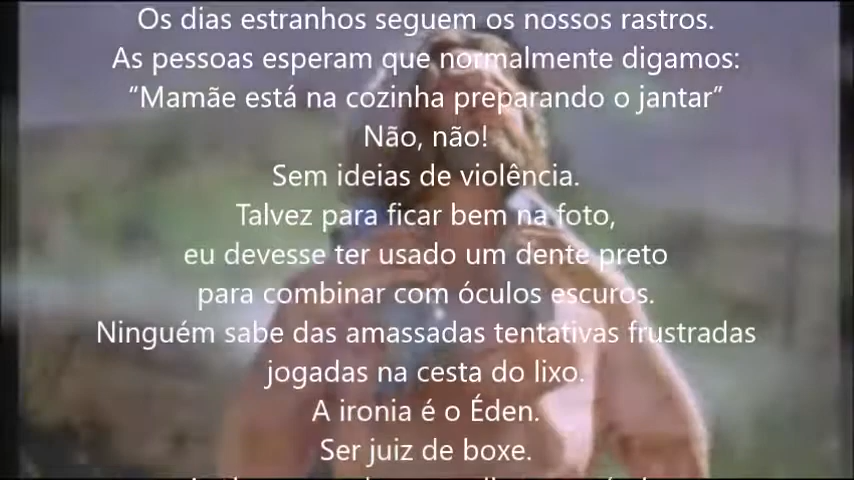 Os dias estranhos seguem os nossos rastros.
As pessoas esperam que normalmente digamos:
“Mamãe está na cozinha preparando o jantar”
Não, não!
Sem ideias de violência.
Talvez para ficar bem na foto,
eu devesse ter usado um dente preto
para combinar com óculos escuros.
Ninguém sabe das amassadas tentativas frustradas
jogadas na cesta do lixo.
A ironia é o Éden.
Ser juiz de boxe.